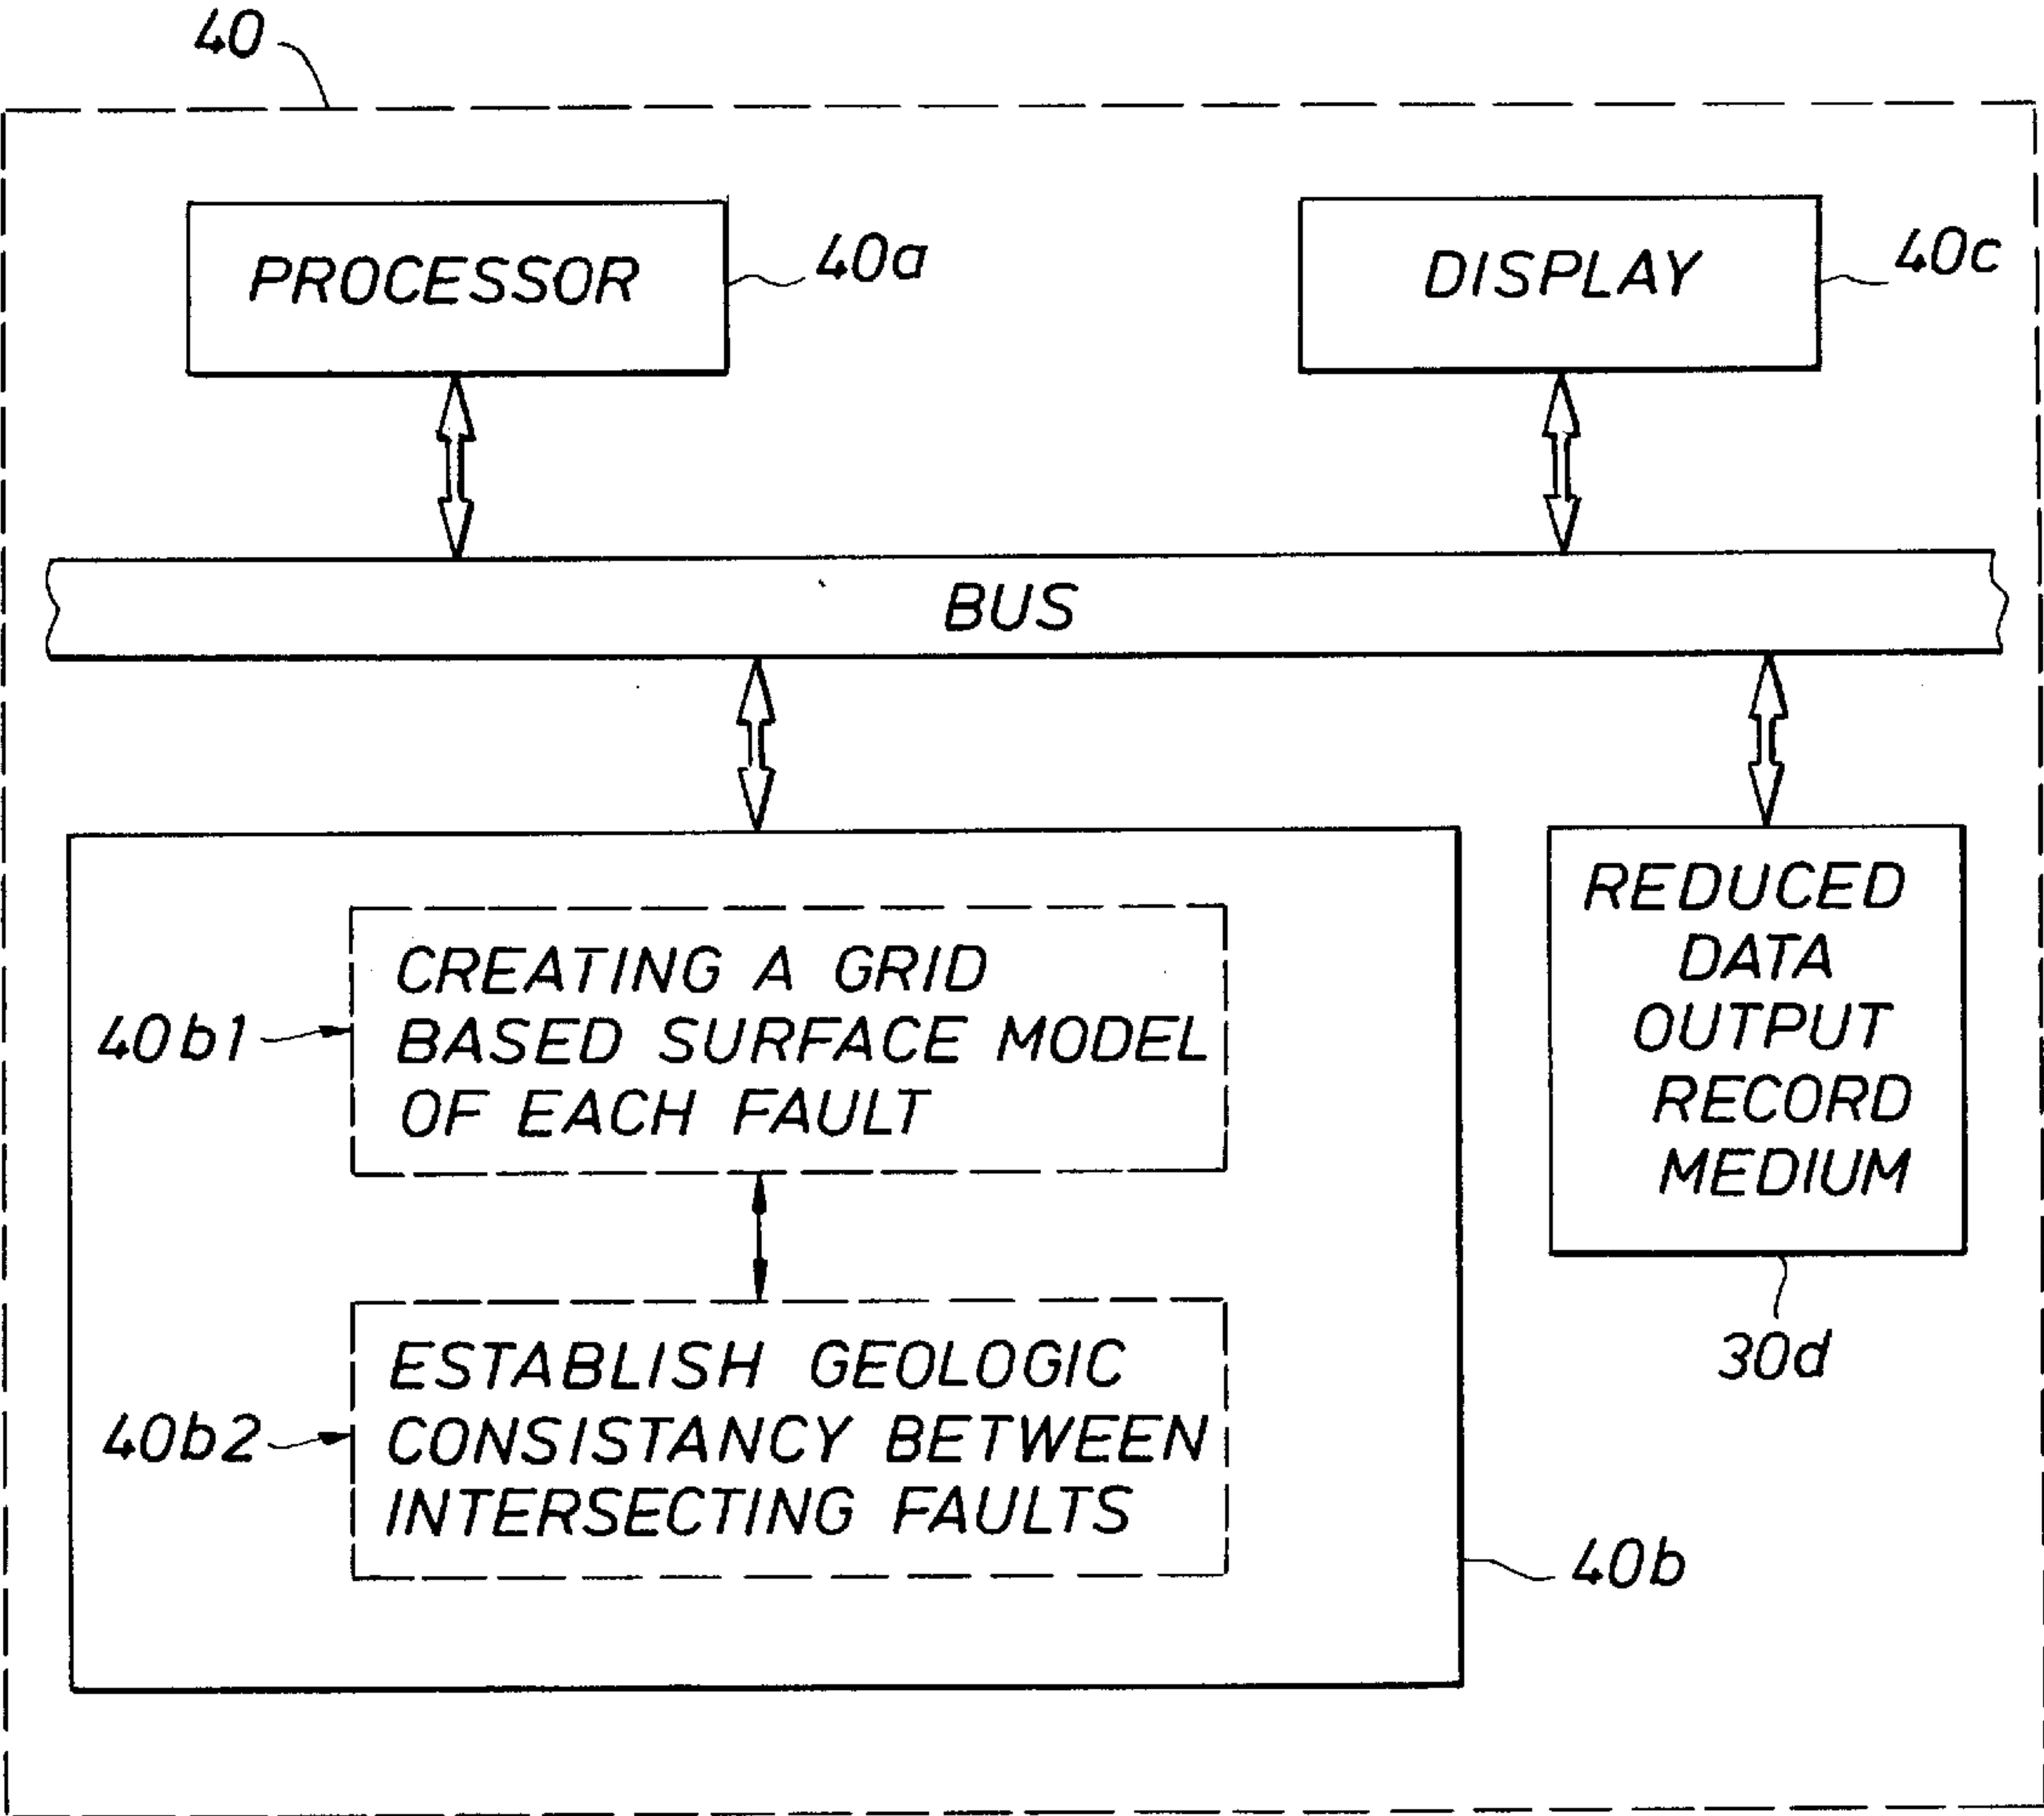 40
PROCESSOR
40a
DISPLAY
40c
BUS
CREATING A GRID
BASED SURFACE MODEL
OF EACH FAULT
40b1
ESTABLISH GEOLOGIC
CONSISTANCY BETWEEN
INTERSECTING FAULTS
40b2
40b
REDUCED
DATA
OUTPUT
RECORD
MEDIUM
30d